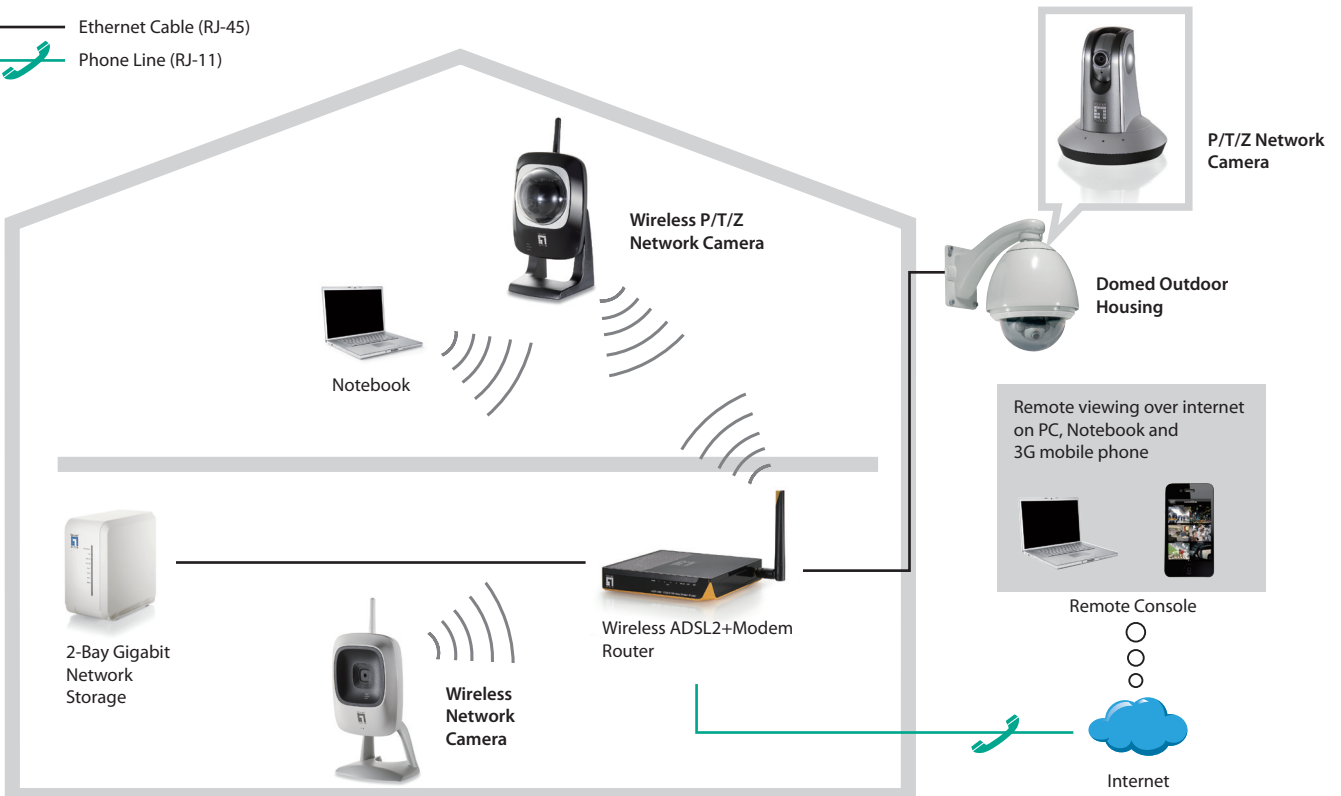 Ethernet Cable (RJ-45)
Phone Line (RJ-11)
P/T/Z Network
Camera
Wireless P/T/Z
Network Camera
Domed Outdoor
Housing
Notebook
Remote viewing over internet
on PC, Notebook and
3G mobile phone
Remote Console
2-Bay Gigabit
Network
Storage
Wireless ADSL2+Modem
Router
Wireless
Network
Camera
Internet